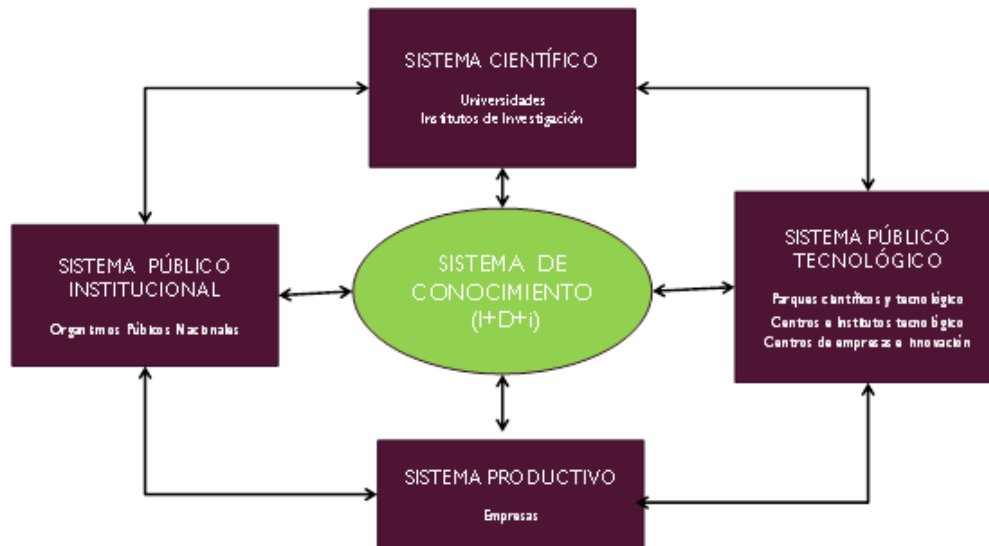 SISTEMA CIENTÍFICO
Universidades
Institutos de Investigación
SISTEMA PÚBLICO
INSTITUCIONAL
Organismos Púbicos Nacionales
SISTEMA DE
CONOCIMIENTO
(I+D+i)
SISTEMA PÚBLICO
TECNOLÓGICO
Parques científicos y tecnológico
Centros e Institutos tecnológico
Centros de empresas e innovación
SISTEMA PRODUCTIVO
Empresas